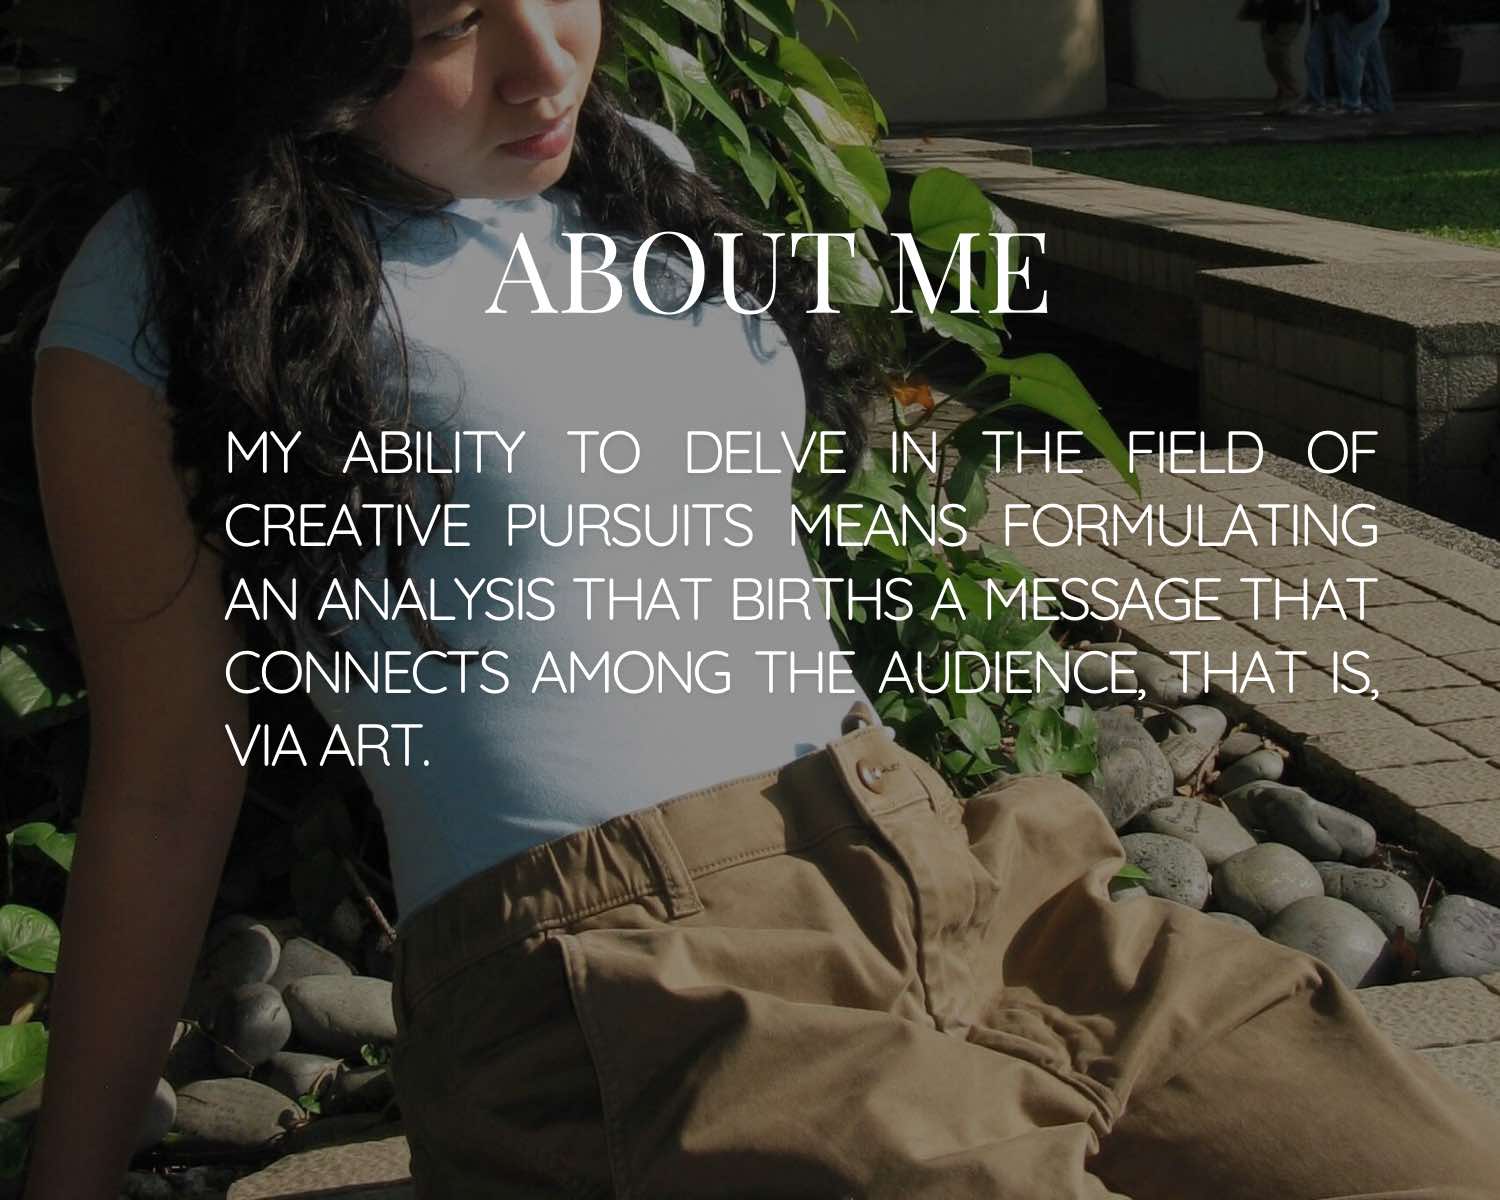 ABOUT ME
MY ABILITY TO DELVE IN THE FIELD OF
CREATIVE PURSUITS MEANS FORMULATING
AN ANALYSIS THAT BIRTHS A MESSAGE THAT
CONNECTS AMONG THE AUDIENCE, THAT IS,
VIA ART.